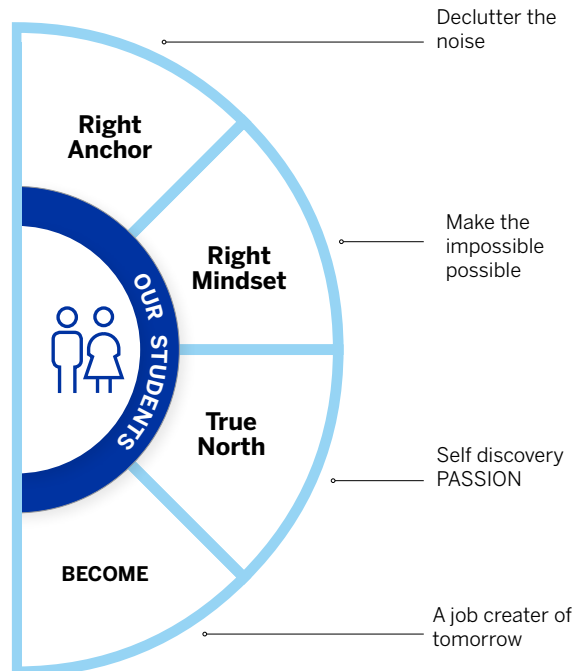 Declutter the
noise
Right
Anchor
Make the
impossible
possible
Right
Mindset
OUR STUDENTS
True
North
Self discovery
PASSION
BECOME
A job creater of
tomorrow